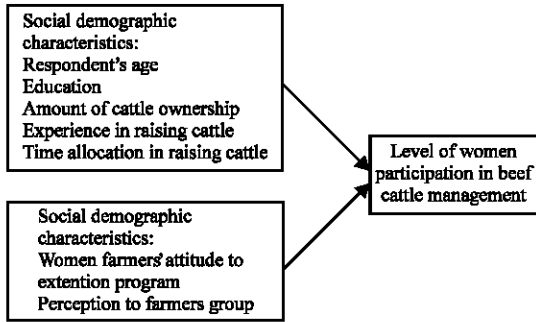 Social demographic
characteristics:
Respondent's age
Education
Amount of cattle ownership
Experience in raising cattle
Time allocation in raising cattle
Level of women
participation in beef
cattle management
Social demographic
characteristics:
Women farmers' attitude to
extention program
Perception to farmers group